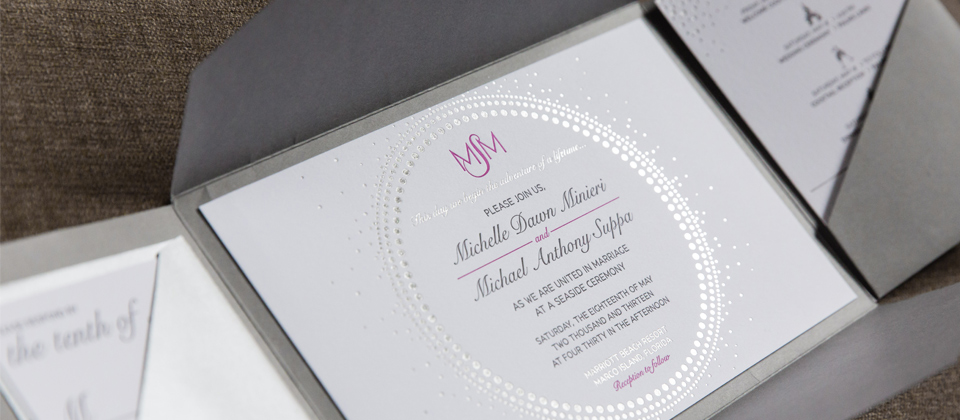 MSM
This day we begin the adventure of a lifetime...
PLEASE JOIN US,
Michelle Dawn Minieri
and
Michael Anthony Suppa
AS WE ARE UNITED IN MARRIAGE
AT A SEASIDE CEREMONY
SATURDAY, THE EIGHTEENTH OF MAY
TWO THOUSAND AND THIRTEEN
AT FOUR THIRTY IN THE AFTERNOON
MARRIOTT BEACH RESORT
MARCO ISLAND, FLORIDA
Reception to follow
the tenth of